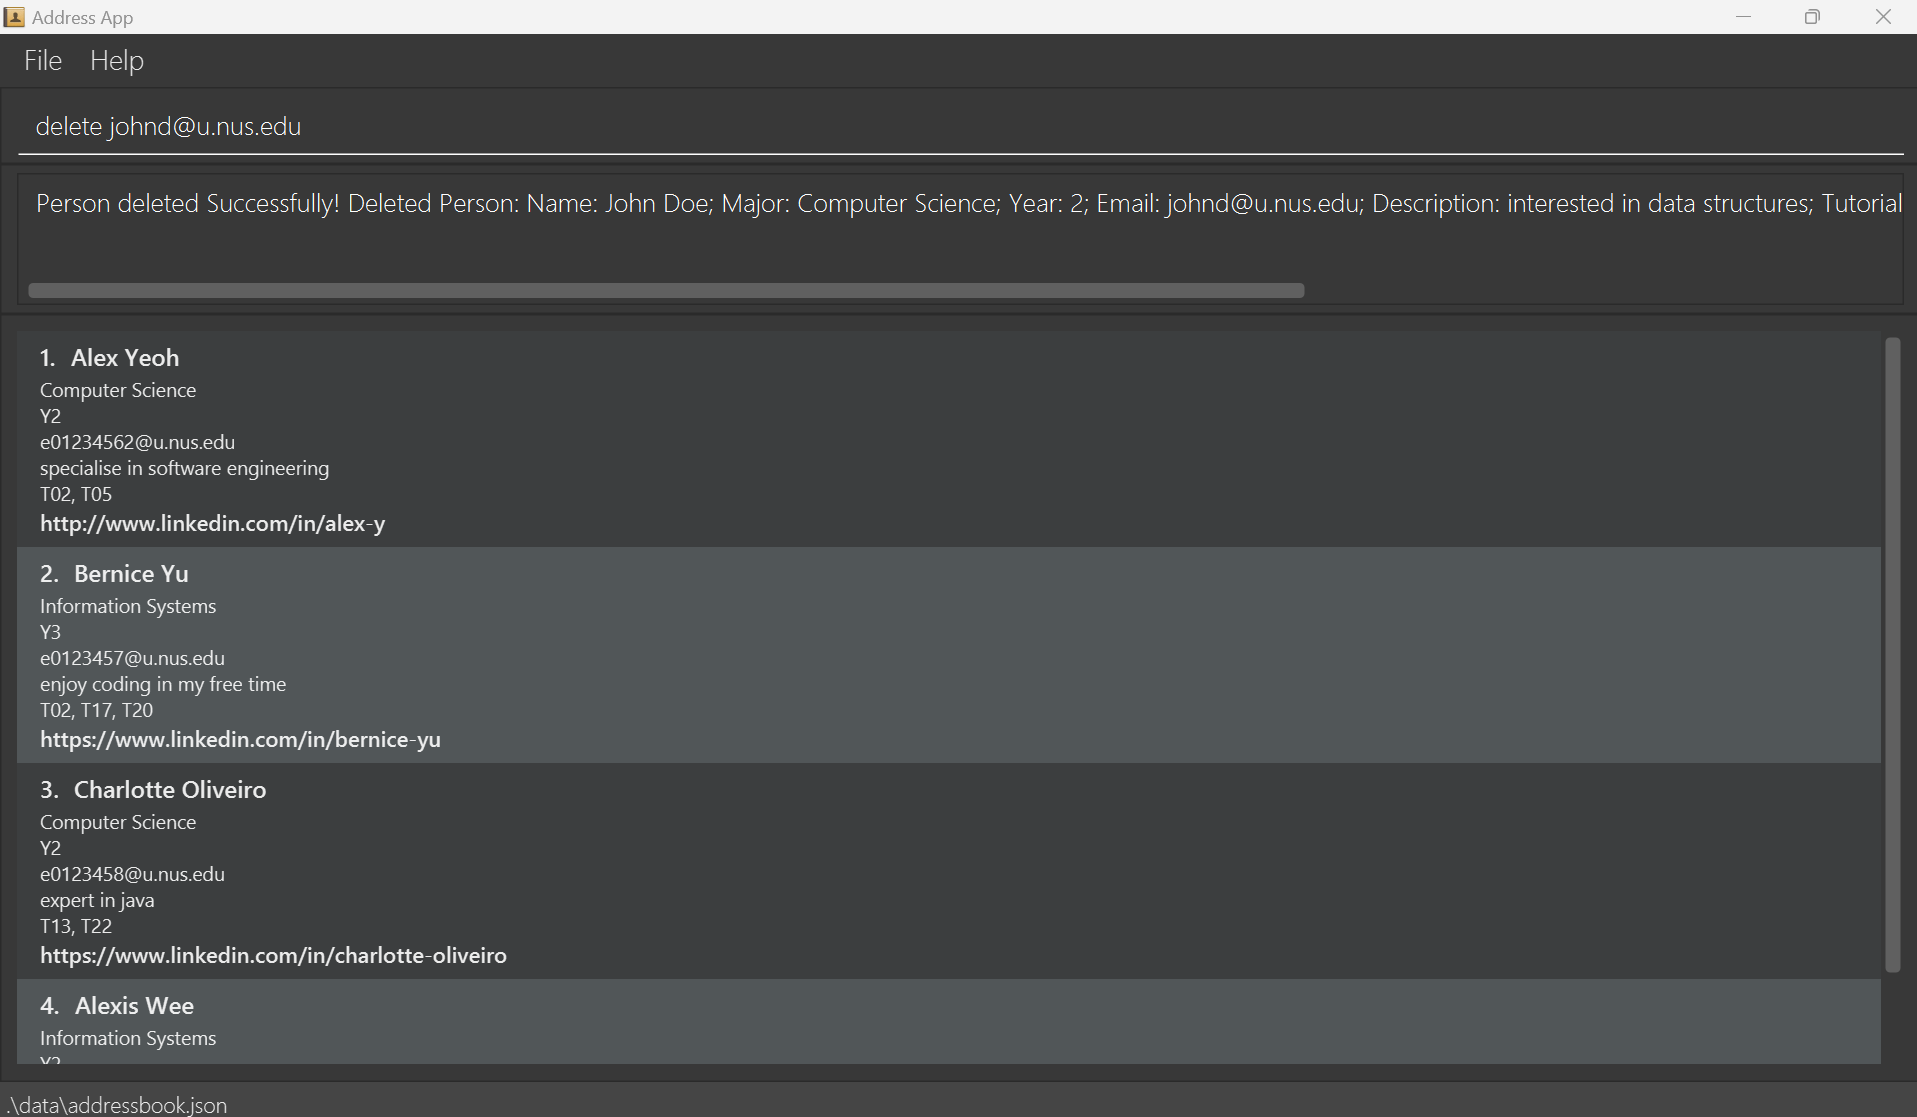 Address App
File Help
delete johnd@u.nus.edu
Person deleted Successfully! Deleted Person: Name: John Doe; Major: Computer Science; Year: 2; Email: johnd@u.nus.edu; Description: interested in data structures; Tutorial
1. Alex Yeoh
Computer Science
Y2
e01234562@u.nus.edu
specialise in software engineering
T02, T05
http://www.linkedin.com/in/alex-y
2. Bernice Yu
Information Systems
Y3
e0123457@u.nus.edu
enjoy coding in my free time
T02, T17, T20
https://www.linkedin.com/in/bernice-yu
3. Charlotte Oliveiro
Computer Science
Y2
e0123458@u.nus.edu
expert in java
T13, T22
https://www.linkedin.com/in/charlotte-oliveiro
4. Alexis Wee
Information Systems
.\data\addressbook.json